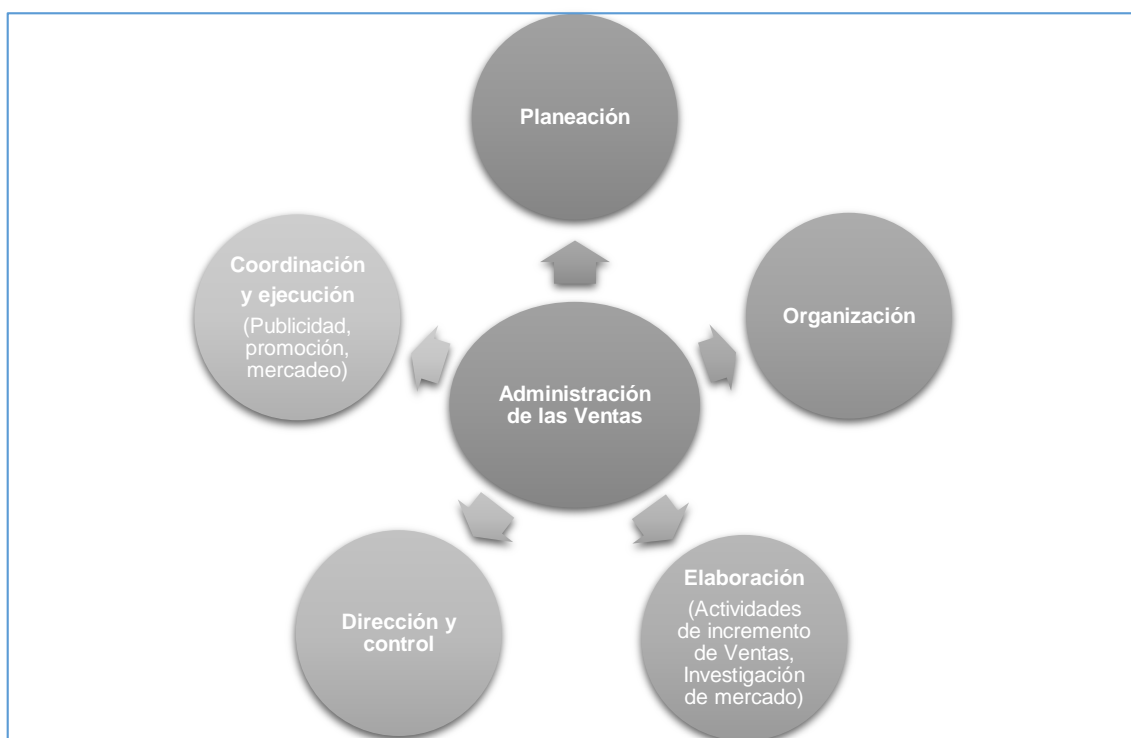 Planeación
Organización
Elaboración
(Actividades
de incremento
de Ventas,
Investigación
de mercado)
Dirección y
control
Coordinación
y ejecución
(Publicidad,
promoción,
mercadeo)
Administración
de las Ventas